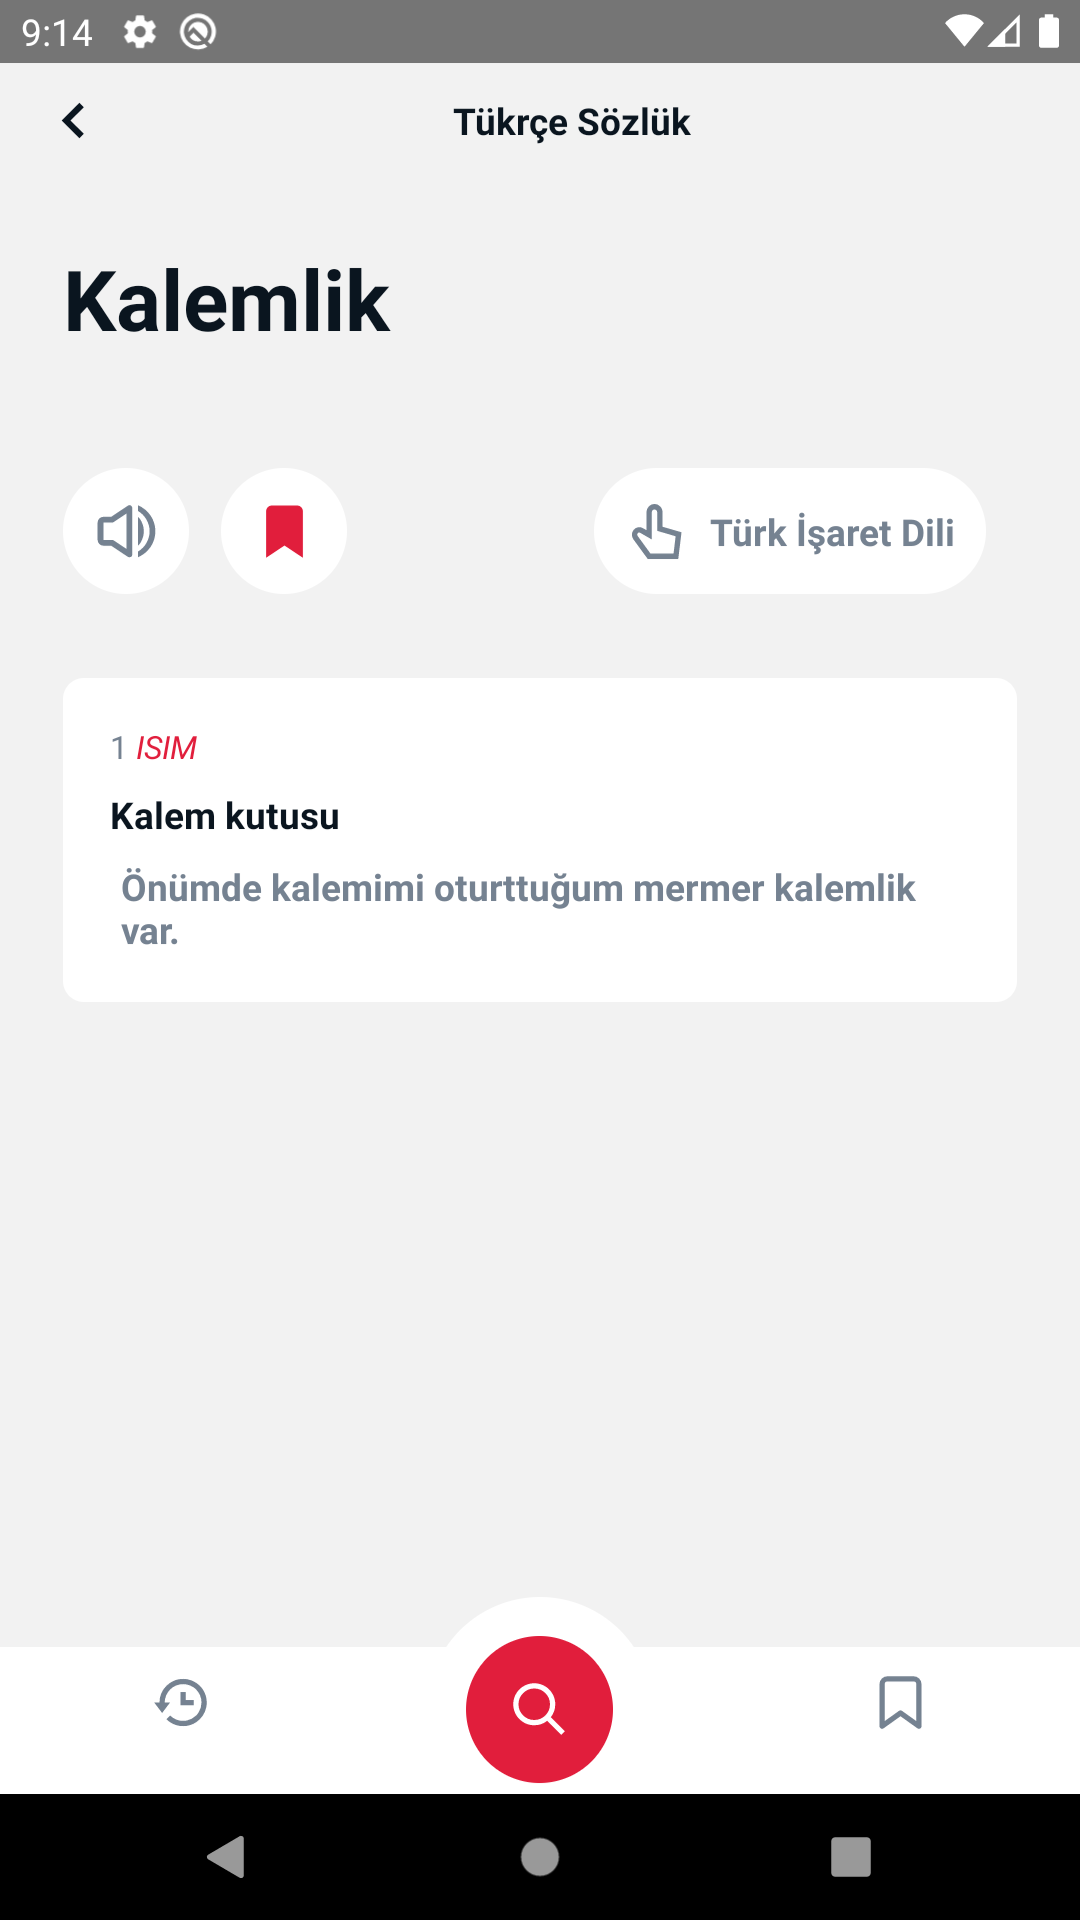 9:14
Tükrçe Sözlük
Kalemlik
Türk İşaret Dili
1 ISIM
Kalem kutusu
Önümde kalemimi oturttuğum mermer kalemlik
var.